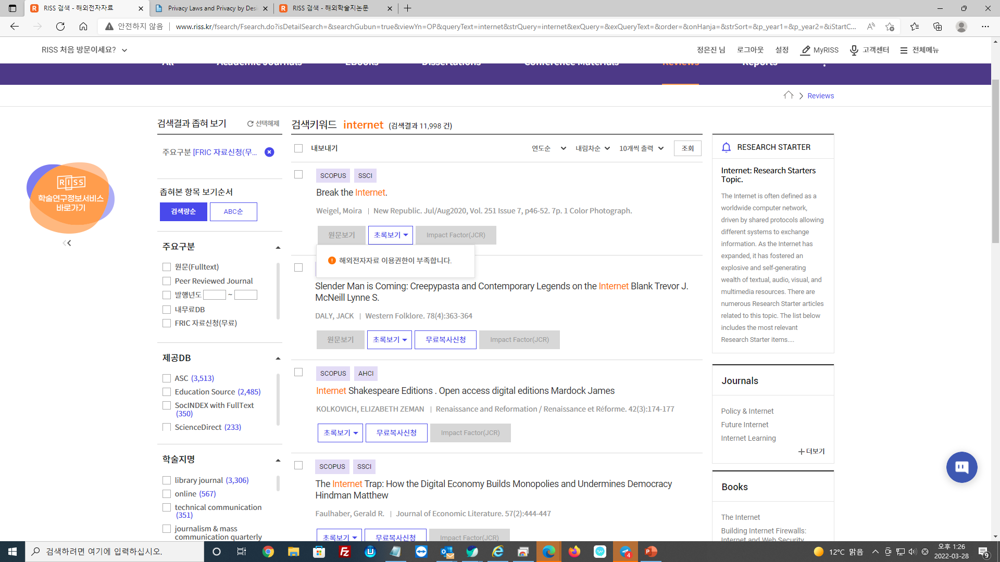 RISS 검색 - 해외전자자료
Privacy Laws and Privacy by Desi
RISS 검색 - 해외학술지논문
안전하지 않음
www.riss.kr/fsearch/Fsearch.do?isDetailSearch=&searchGubun=true&viewYn=OP&queryText=internet&strQuery=internet&exQuery=&exQueryText=&order=&onHanja=&strSort=&p_year1=&p_year2=&iStartC...
RISS 처음 방문이세요?
정은진 님 로그아웃 설정 MyRISS 고객센터 전체메뉴
All Academic Journals EBooks Dissertations Conference Materials Reviews Reports
Reviews
RISS
학술연구정보서비스
바로가기
검색결과 좁혀 보기 선택해제
주요구분 [FRIC 자료신청(무...
좁혀본 항목 보기순서
검색량순 ABC순
주요구분
원문(Fulltext)
Peer Reviewed Journal
발행년도 ~
내무료DB
FRIC 자료신청(무료)
제공DB
ASC (3,513)
Education Source (2,485)
SocINDEX with FullText
(350)
ScienceDirect (233)
학술지명
library journal (3,306)
online (567)
technical communication
(351)
journalism & mass
communication quarterly
검색키워드 internet (검색결과 11,998 건)
내보내기 연도순 내림차순 10개씩 출력 조회
SCOPUS SSCI
Break the Internet.
Weigel, Moira | New Republic. Jul/Aug2020, Vol. 251 Issue 7, p46-52. 7p. 1 Color Photograph.
원문보기 초록보기 Impact Factor(JCR)
해외전자자료 이용권한이 부족합니다.
Slender Man is Coming: Creepypasta and Contemporary Legends on the Internet Blank Trevor J.
McNeill Lynne S.
DALY, JACK | Western Folklore. 78(4):363-364
원문보기 초록보기 무료복사신청 Impact Factor(JCR)
SCOPUS AHCI
Internet Shakespeare Editions . Open access digital editions Mardock James
KOLKOVICH, ELIZABETH ZEMAN | Renaissance and Reformation / Renaissance et Réforme. 42(3):174-177
초록보기 무료복사신청 Impact Factor(JCR)
SCOPUS SSCI
The Internet Trap: How the Digital Economy Builds Monopolies and Undermines Democracy
Hindman Matthew
Faulhaber, Gerald R. | Journal of Economic Literature. 57(2):444-447
초록보기 무료복사신청 Impact Factor(JCR)
RESEARCH STARTER
Internet: Research Starters
Topic.
The Internet is often defined as a
worldwide computer network,
driven by shared protocols allowing
different systems to exchange
information. As the Internet has
expanded, it has fostered an
explosive and self-generating
wealth of textual, audio, visual, and
multimedia resources. There are
numerous Research Starter articles
related to this topic. The list below
includes the most relevant
Research Starter items....
Journals
Policy & Internet
Future Internet
Internet Learning
더보기
Books
The Internet
Building Internet Firewalls:
Internet and Web Security
검색하려면 여기에 입력하십시오.
4
12°C 맑음
오후 1:26
2022-03-28
9